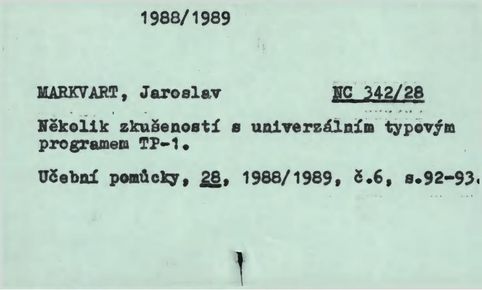 1988/1989
MARKVART, Jaroslav NC 342/28
Několik zkušeností s univerzálním typovým
programem TP-1.
Učební pomůcky, 28, 1988/1989, č.6, s.92-93.